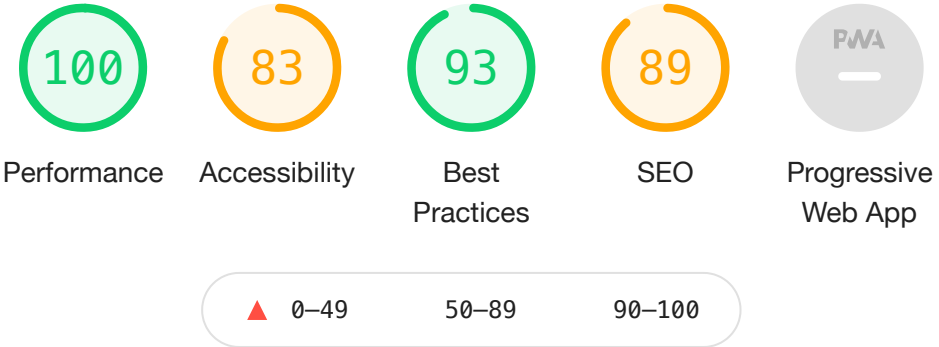 100 83 93 89 PWA
Performance Accessibility Best SEO Progressive
Practices Web App
0–49 50–89 90–100